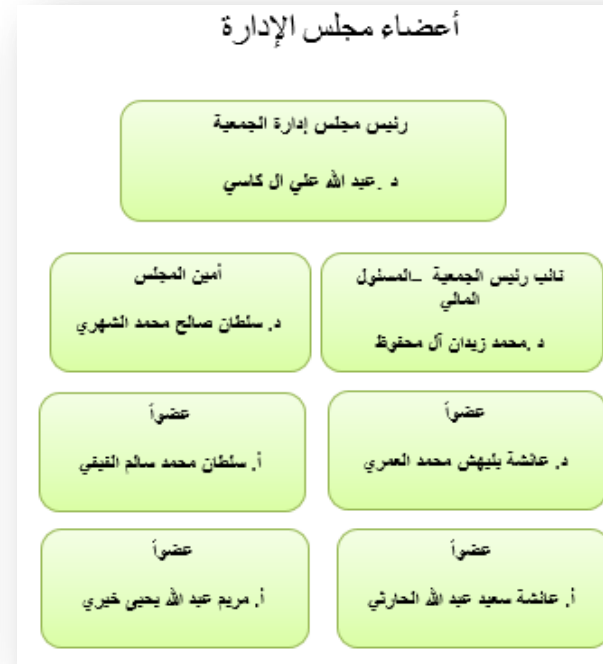 أعضاء مجلس الإدارة
رئيس مجلس إدارة الجمعية
د .عبد الله علي ال كاسي
نائب رئيس الجمعية –المسئول
المالي
د .محمد زيدان آل محفوظ
أمين المجلس
د. سلطان صالح محمد الشهري
عضواً
د. عائشة بليهش محمد العمري
عضواً
أ. سلطان محمد سالم الفيفي
عضواً
أ. عائشة سعيد عبد الله الحارثي
عضواً
أ. مريم عبد الله يحيى خيري